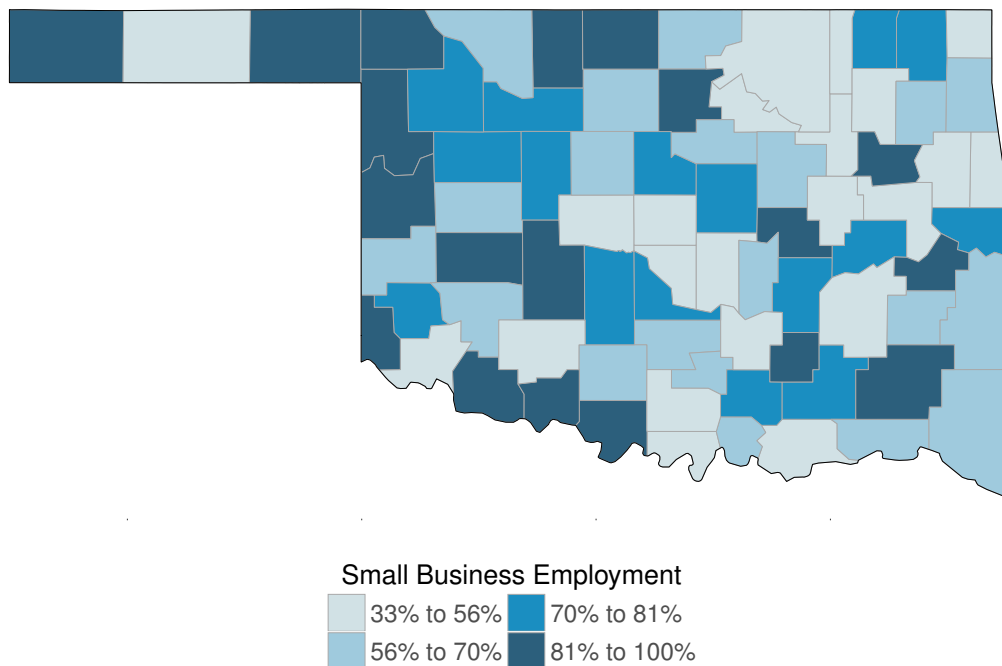 Small Business Employment
33% to 56% 70% to 81%
56% to 70% 81% to 100%